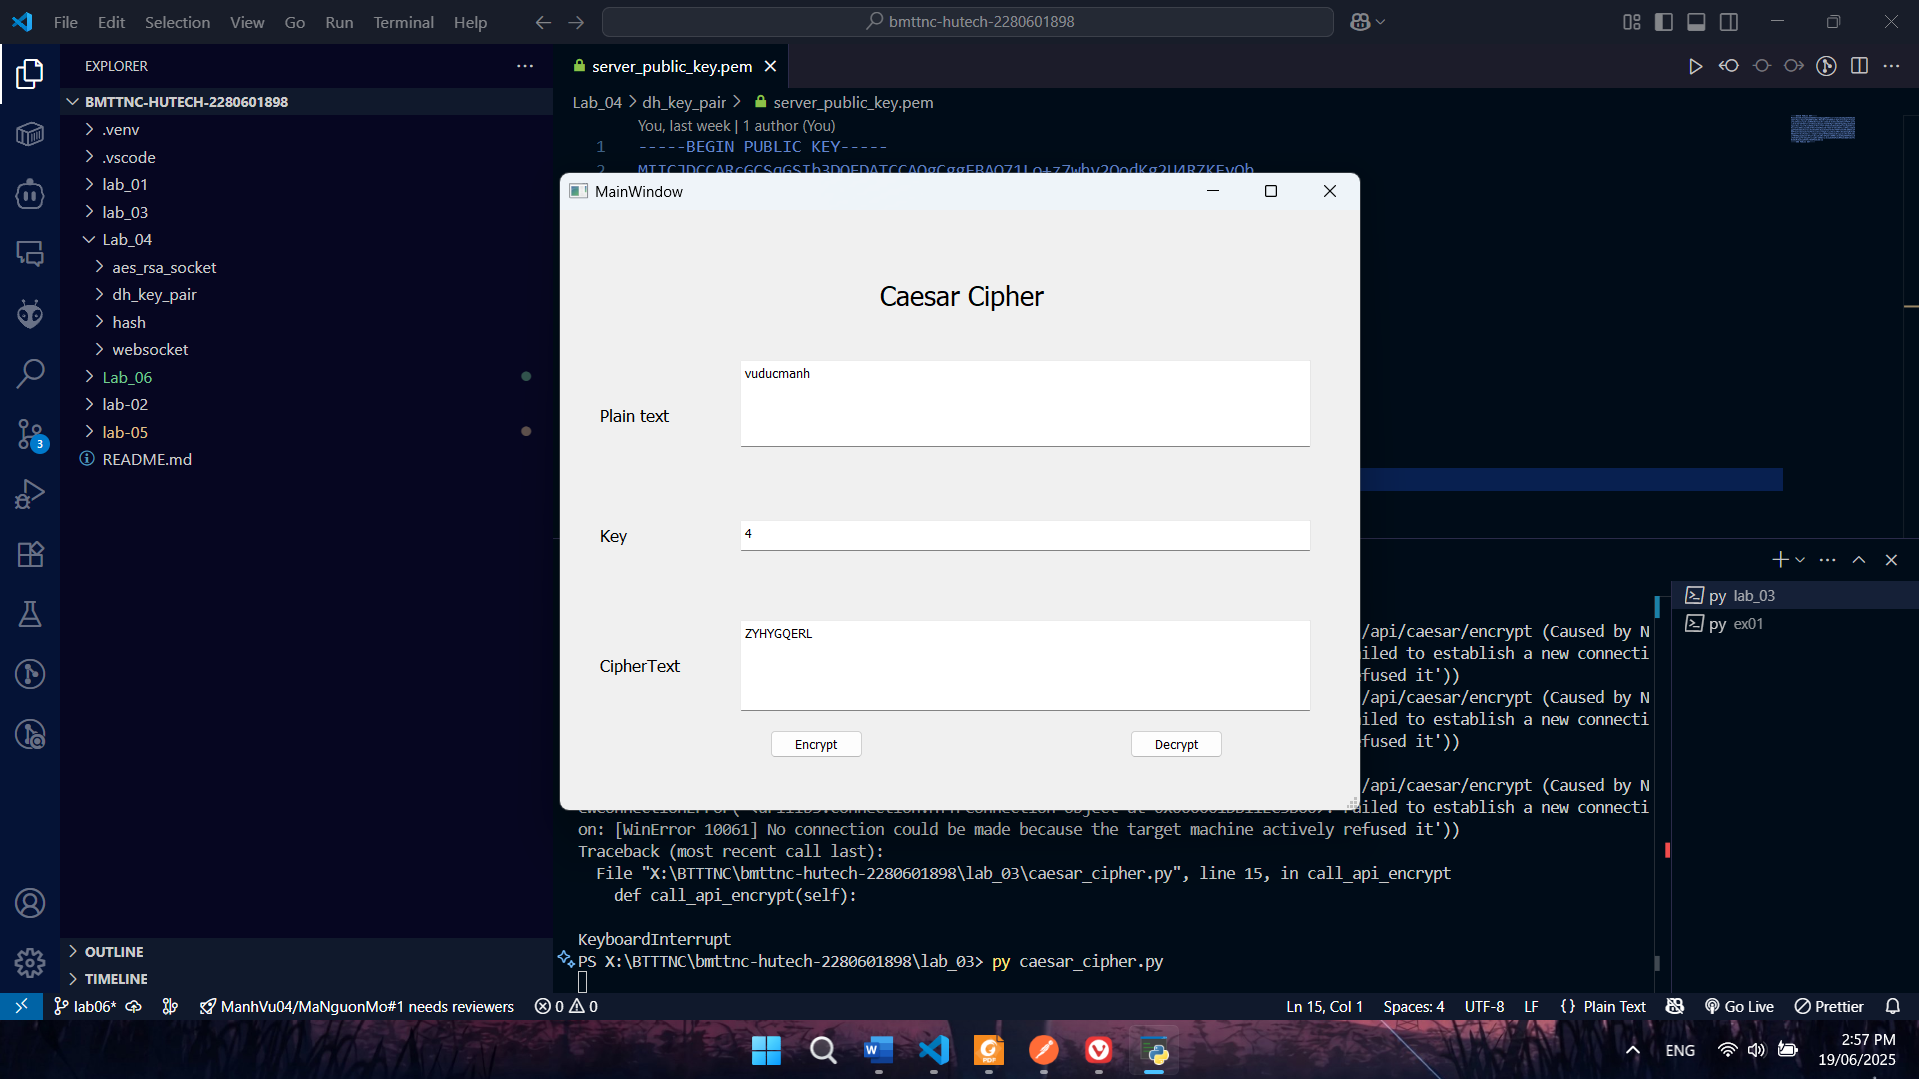 File Edit Selection View Go Run Terminal Help
bmttnc-hutech-2280601898
EXPLORER
BMTTNC-HUTECH-2280601898
.venv
.vscode
lab_01
lab_03
Lab_04
aes_rsa_socket
dh_key_pair
hash
websocket
Lab_06
lab-02
lab-05
README.md
OUTLINE
TIMELINE
3
server_public_key.pem
Lab_04 > dh_key_pair > server_public_key.pem
You, last week | 1 author (You)
1 -----BEGIN PUBLIC KEY-----
2
MainWindow
Caesar Cipher
Plain text
vuducmanh
Key
4
CipherText
ZYHYGQERL
Encrypt
Decrypt
py lab_03
py ex01
/api/caesar/encrypt (Caused by N
iled to establish a new connecti
fused it'))
/api/caesar/encrypt (Caused by N
iled to establish a new connecti
fused it'))
/api/caesar/encrypt (Caused by N
failed to establish a new connecti
on: [WinError 10061] No connection could be made because the target machine actively refused it'))
Traceback (most recent call last):
File "X:\BTTTNC\bmttnc-hutech-2280601898\lab_03\caesar_cipher.py", line 15, in call_api_encrypt
def call_api_encrypt(self):
KeyboardInterrupt
PS X:\BTTTNC\bmttnc-hutech-2280601898\lab_03> py caesar_cipher.py
lab06* ManhVu04/MaNguonMo#1 needs reviewers 0 0
Ln 15, Col 1 Spaces: 4 UTF-8 LF {} Plain Text Go Live Prettier
ENG
2:57 PM
19/06/2025